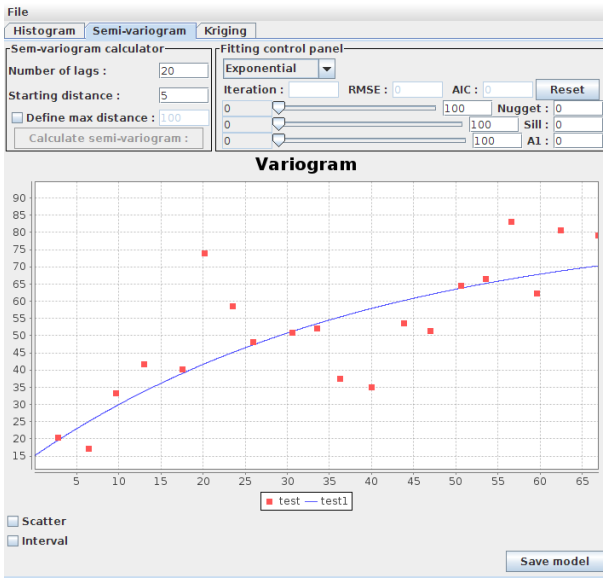 File
Histogram Semi-variogram Kriging
Sem-variogram calculator
Number of lags : 20
Starting distance : 5
Define max distance : 100
Calculate semi-variogram :
Fitting control panel
Exponential
Iteration : RMSE : 0 AIC : 0 Reset
0 100 Nugget : 0
0 100 Sill : 0
0 100 A1 : 0
Variogram
90
85
80
75
70
65
60
55
50
45
40
35
30
25
20
15
5 10 15 20 25 30 35 40 45 50 55 60 65
test test1
Scatter
Interval
Save model